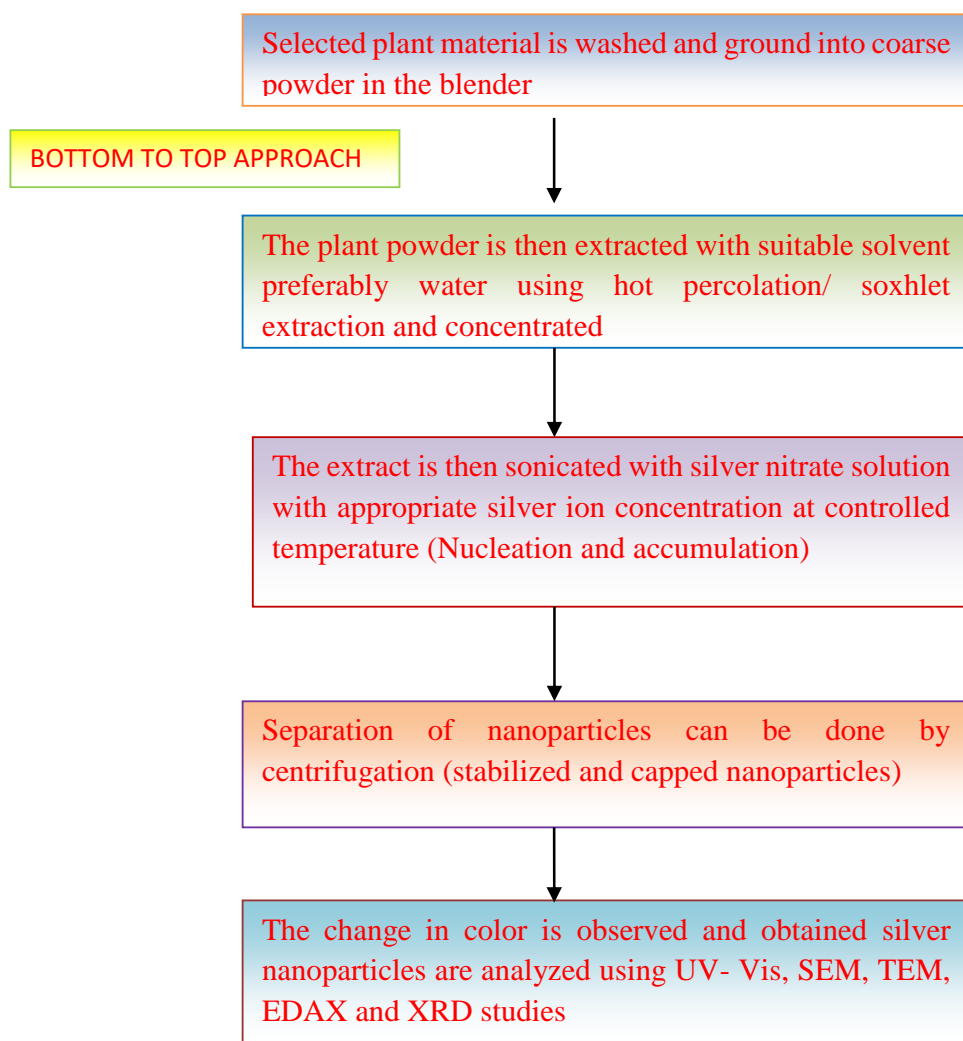 Selected plant material is washed and ground into coarse
powder in the blender
BOTTOM TO TOP APPROACH
The plant powder is then extracted with suitable solvent
preferably water using hot percolation/ soxhlet
extraction and concentrated
The extract is then sonicated with silver nitrate solution
with appropriate silver ion concentration at controlled
temperature (Nucleation and accumulation)
Separation of nanoparticles can be done by
centrifugation (stabilized and capped nanoparticles)
The change in color is observed and obtained silver
nanoparticles are analyzed using UV- Vis, SEM, TEM,
EDAX and XRD studies